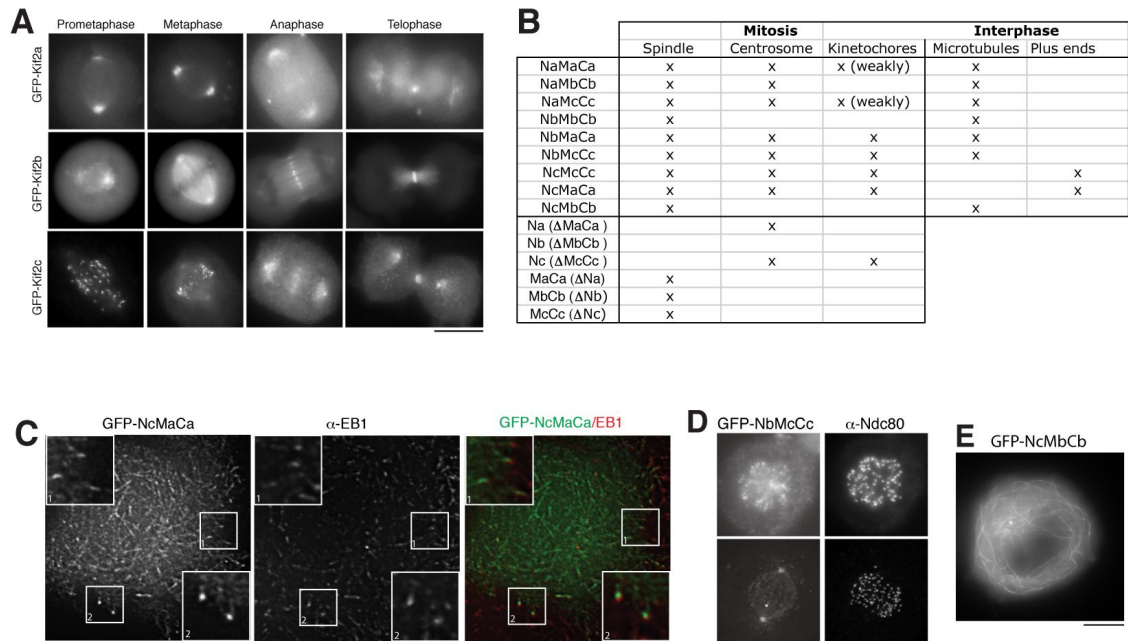 A
Prometaphase Metaphase Anaphase Telophase
GFP-Kif2a
GFP-Kif2b
GFP-Kif2c
B
Mitosis Interphase
Spindle Centrosome Kinetochores Microtubules Plus ends
NaMaCa x x x (weakly) x
NaMbCb x x x
NaMcCc x x x (weakly) x
NbMbCb x x
NbMaCa x x x x
NbMcCc x x x x
NcMcCc x x x x
NcMaCa x x x x
NcMbCb x x
Na (ΔMaCa ) x
Nb (ΔMbCb )
Nc (ΔMcCc ) x x
MaCa (ΔNa) x
MbCb (ΔNb) x
McCc (ΔNc) x
C
GFP-NcMaCa α-EB1 GFP-NcMaCa/EB1
1 1 1
1 1 1
2 2 2
2 2 2
D
GFP-NbMcCc α-Ndc80
E
GFP-NcMbCb